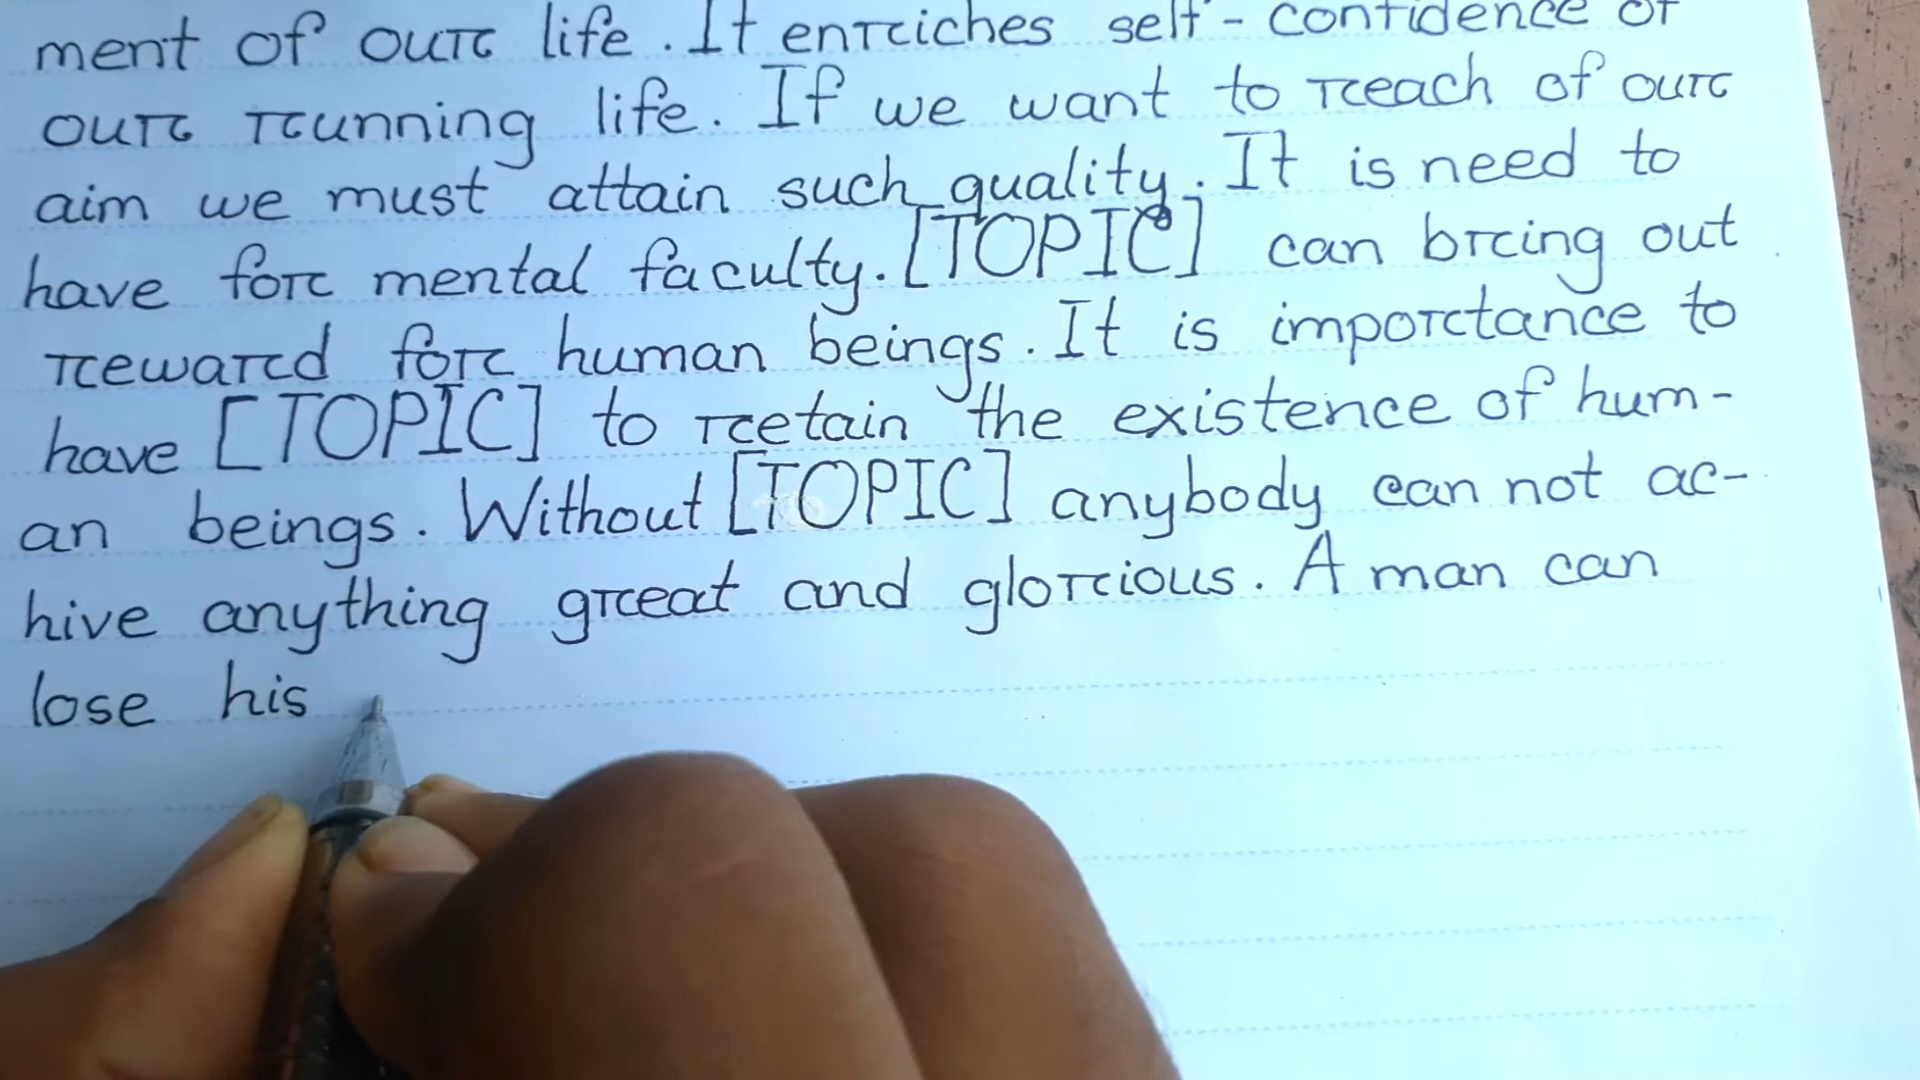 ment of our life. It enriches self-confidence of
our running life. If we want to reach of our
aim we must attain such quality. It is need to
have for mental faculty. [TOPIC] can bring out
reward for human beings. It is importance to
have [TOPIC] to retain the existence of hum-
an beings. Without [TOPIC] anybody can not ac-
hive anything great and glorious. A man can
lose his